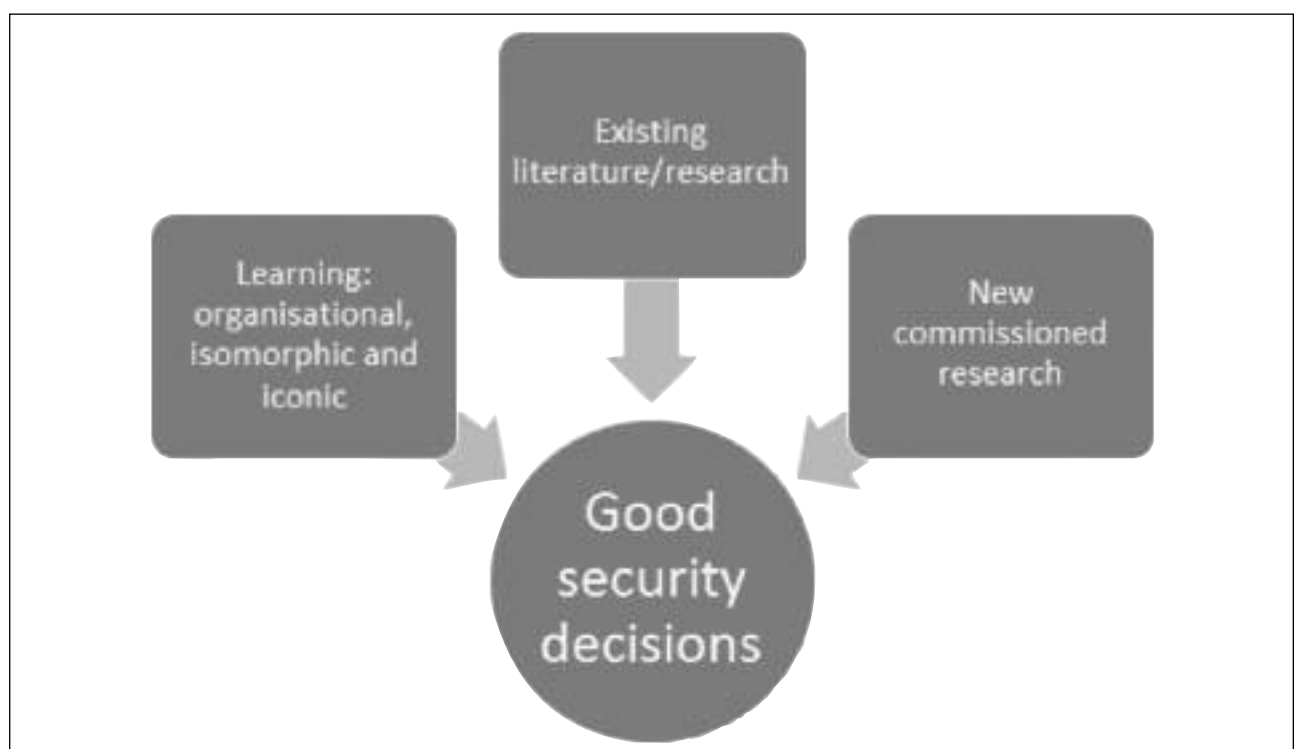 Existing
literature/research
Learning:
organisational,
isomorphic and
iconic
New
commissioned
research
Good
security
decisions